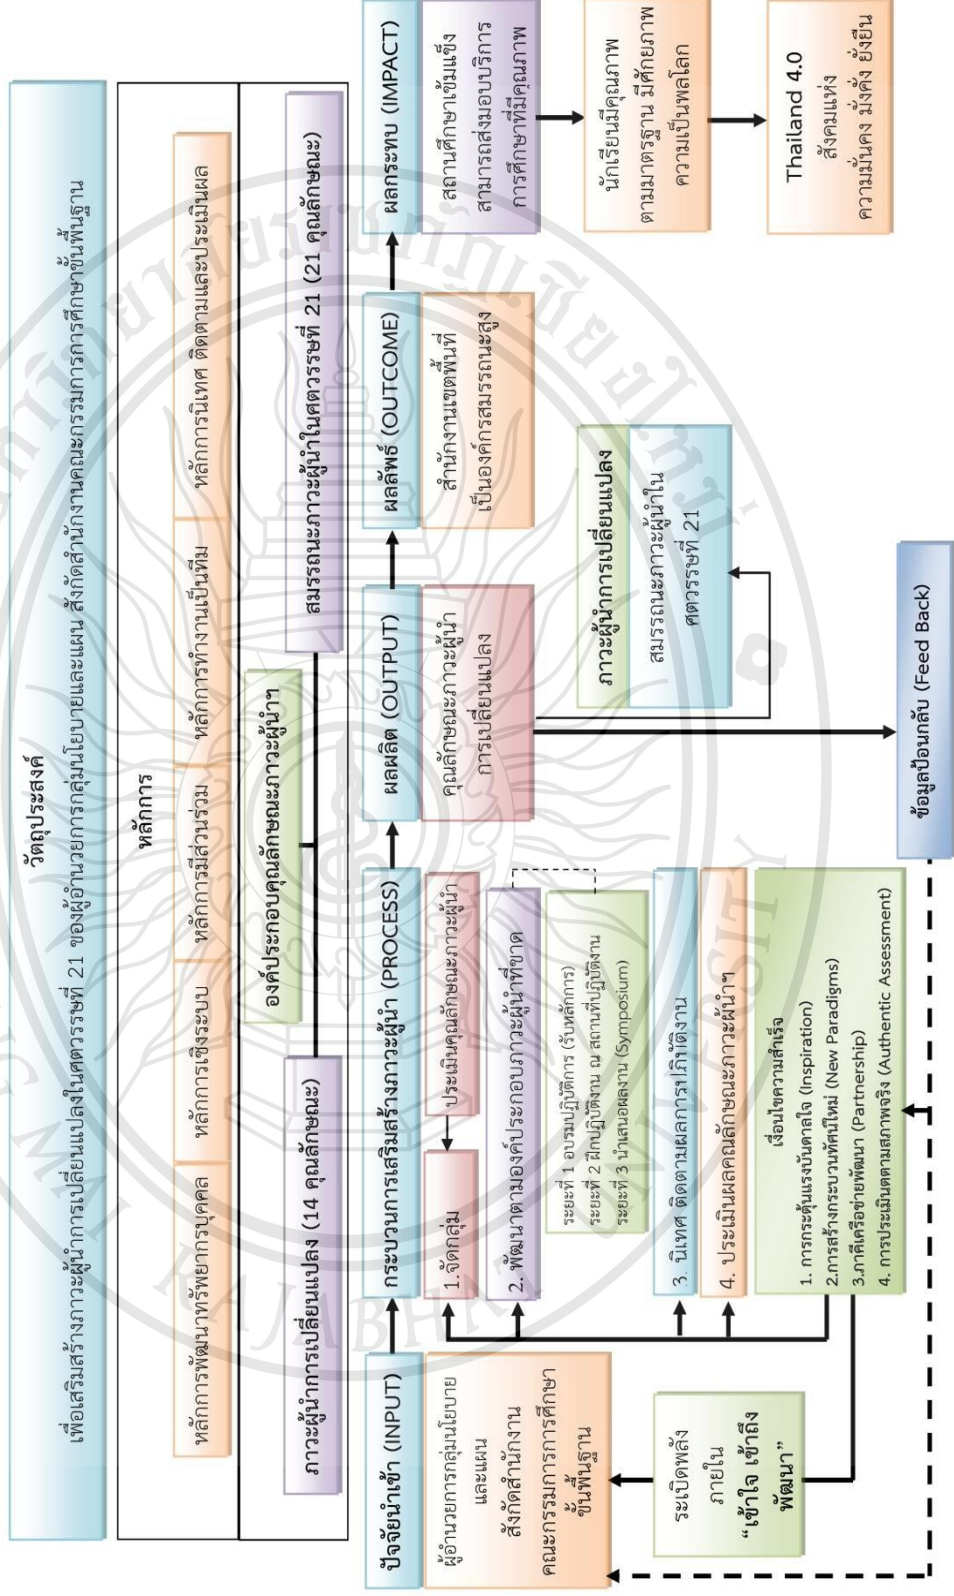 วัตถุประสงค์
เพื่อเสริมสร้างภาวะผู้นำการเปลี่ยนแปลงในศตวรรษที่ 21 ของผู้อำนวยการกลุ่มนโยบายและแผน สังกัดสำนักงานคณะกรรมการการศึกษาขั้นพื้นฐาน
หลักการ
หลักการพัฒนาทรัพยากรบุคคล
หลักการเชิงระบบ
หลักการมีส่วนร่วม
หลักการทำงานเป็นทีม
หลักการนิเทศ ติดตามและประเมินผล
องค์ประกอบคุณลักษณะภาวะผู้นำฯ
ภาวะผู้นำการเปลี่ยนแปลง (14 คุณลักษณะ)
สมรรถนะภาวะผู้นำในศตวรรษที่ 21 (21 คุณลักษณะ)
ปัจจัยนำเข้า (INPUT)
ผู้อำนวยการกลุ่มนโยบาย
และแผน
สังกัดสำนักงาน
คณะกรรมการการศึกษา
ขั้นพื้นฐาน
ระเบิดพลัง
ภายใน
“เข้าใจ เข้าถึง
พัฒนา”
กระบวนการเสริมสร้างภาวะผู้นำ (PROCESS)
1.จัดกลุ่ม
ประเมินคุณลักษณะภาวะผู้นำ
2. พัฒนาตามองค์ประกอบภาวะผู้นำที่ขาด
ระยะที่ 1 อบรมปฏิบัติการ (รับหลักการ)
ระยะที่ 2 ฝึกปฏิบัติงาน ณ สถานที่ปฏิบัติงาน
ระยะที่ 3 นำเสนอผลงาน (Symposium)
3. นิเทศ ติดตามผลการปฏิบัติงาน
4. ประเมินผลคุณลักษณะภาวะผู้นำฯ
เงื่อนไขความสำเร็จ
1. การกระตุ้นแรงบันดาลใจ (Inspiration)
2.การสร้างกระบวนทัศน์ใหม่ (New Paradigms)
3.ภาคีเครือข่ายพัฒนา (Partnership)
4. การประเมินตามสภาพจริง (Authentic Assessment)
ผลผลิต (OUTPUT)
คุณลักษณะภาวะผู้นำ
การเปลี่ยนแปลง
ภาวะผู้นำการเปลี่ยนแปลง
สมรรถนะภาวะผู้นำใน
ศตวรรษที่ 21
ข้อมูลป้อนกลับ (Feed Back)
ผลลัพธ์ (OUTCOME)
สำนักงานเขตพื้นที่
เป็นองค์กรสมรรถนะสูง
ผลกระทบ (IMPACT)
สถานศึกษาเข้มแข็ง
สามารถส่งมอบบริการ
การศึกษาที่มีคุณภาพ
นักเรียนมีคุณภาพ
ตามมาตรฐาน มีศักยภาพ
ความเป็นพลโลก
Thailand 4.0
สังคมแห่ง
ความมั่นคง มั่งคั่ง ยั่งยืน